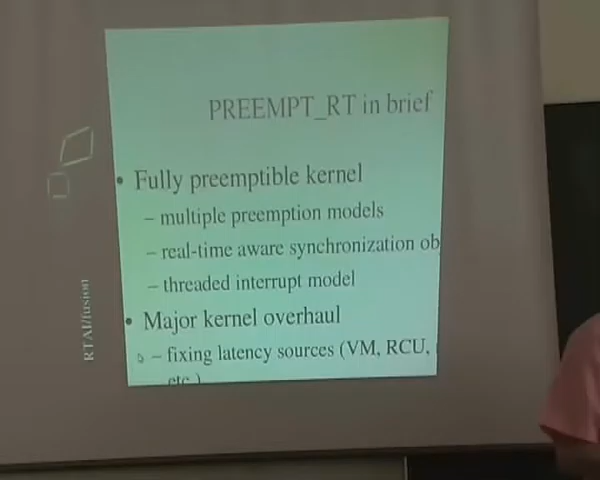 PREEMPT_RT in brief
• Fully preemptible kernel
– multiple preemption models
– real-time aware synchronization ob
– threaded interrupt model
• Major kernel overhaul
– fixing latency sources (VM, RCU,
etc.)
RTAI/fusion